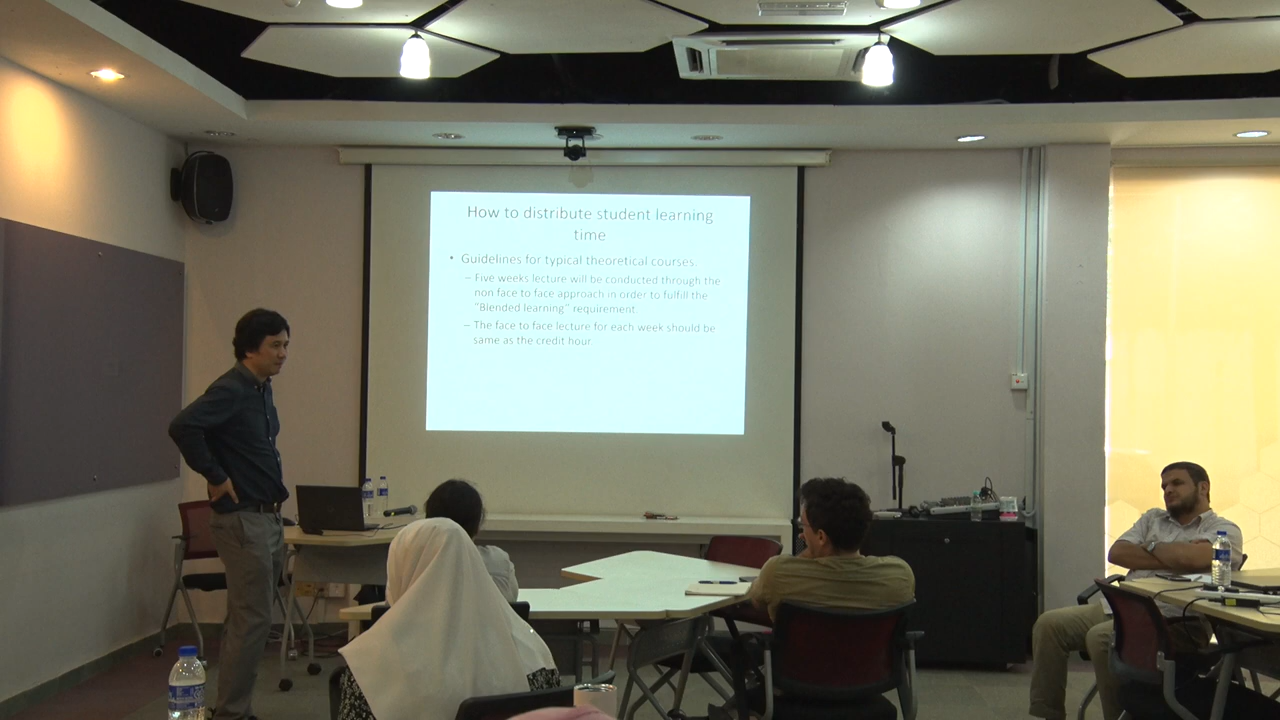 How to distribute student learning
time
• Guidelines for typical theoretical courses.
– Five weeks lecture will be conducted through the
non face to face approach in order to fulfill the
"Blended learning" requirement.
– The face to face lecture for each week should be
same as the credit hour.